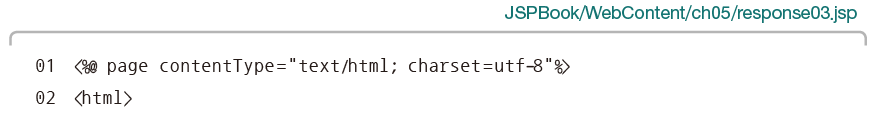 JSPBook/WebContent/ch05/response03.jsp
01 <%@ page contentType="text/html; charset=utf-8"%>
02 <html>